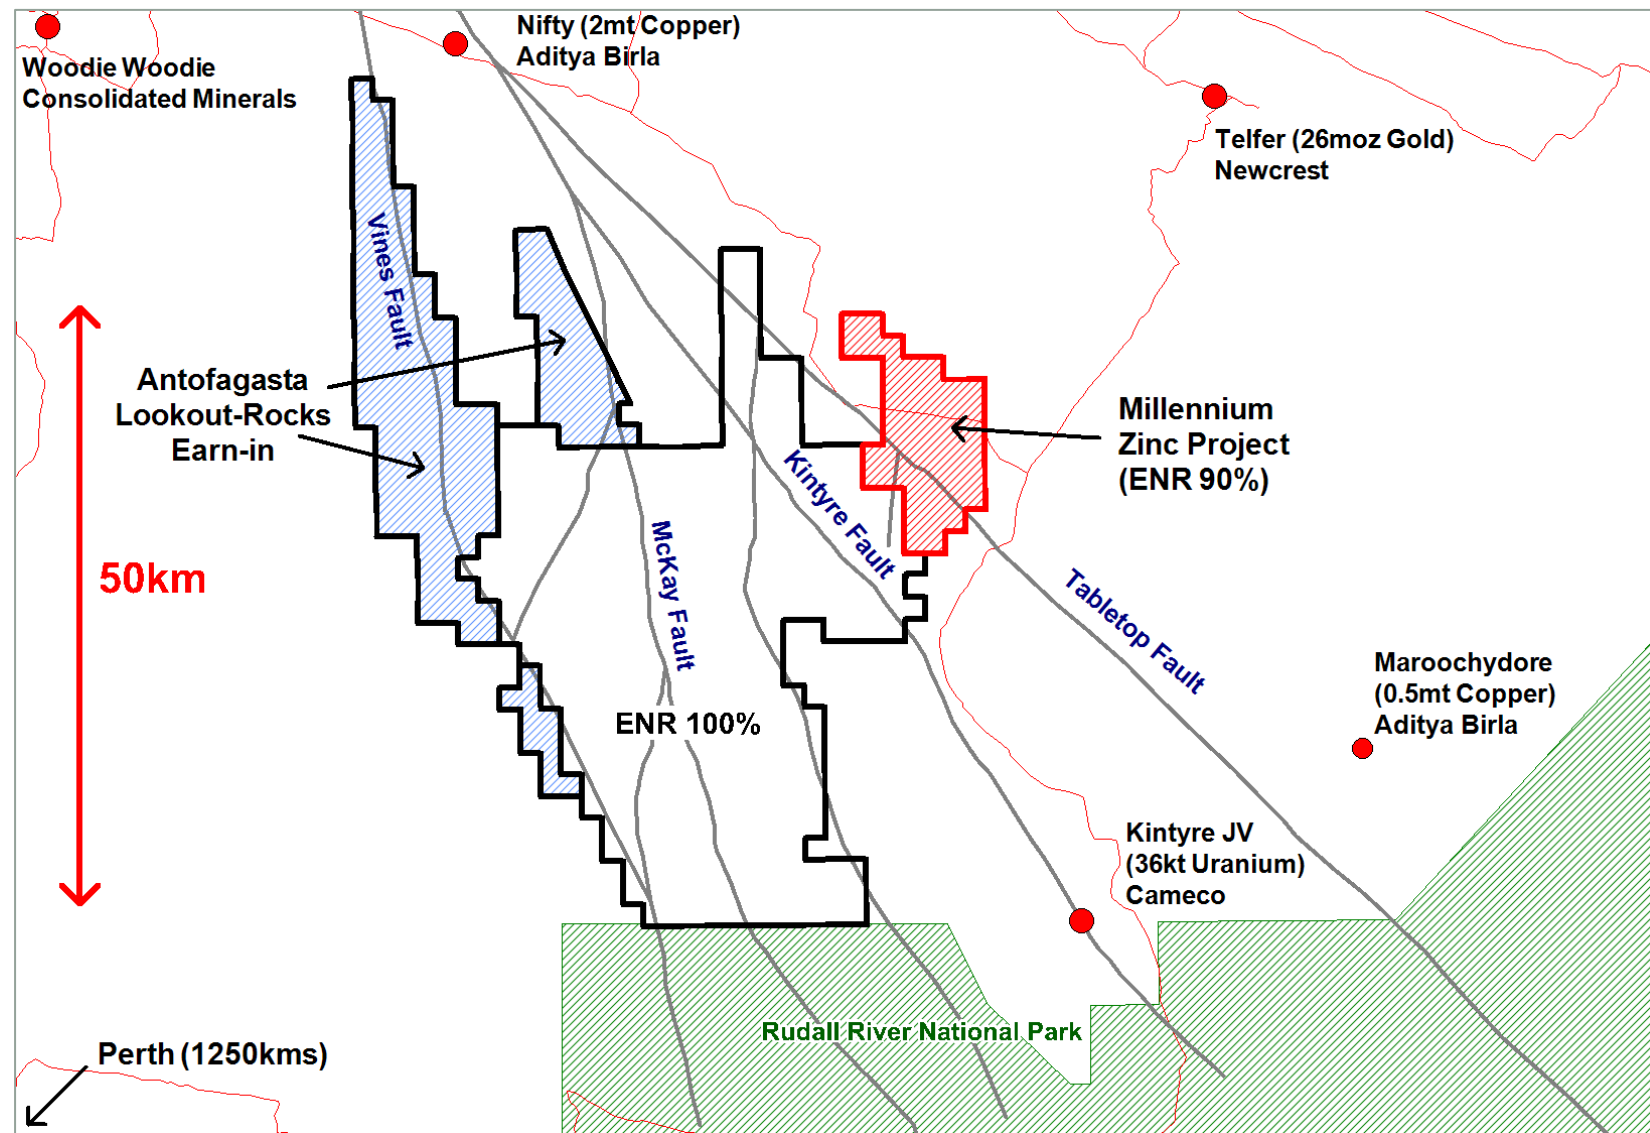 Nifty (2mt Copper)
Aditya Birla
Woodie Woodie
Consolidated Minerals
Telfer (26moz Gold)
Newcrest
Vines Fault
Antofagasta
Lookout-Rocks
Earn-in
Millennium
Zinc Project
(ENR 90%)
50km
Kintyre Fault
McKay Fault
Tabletop Fault
Maroochydore
(0.5mt Copper)
Aditya Birla
ENR 100%
Kintyre JV
(36kt Uranium)
Cameco
Rudall River National Park
Perth (1250kms)